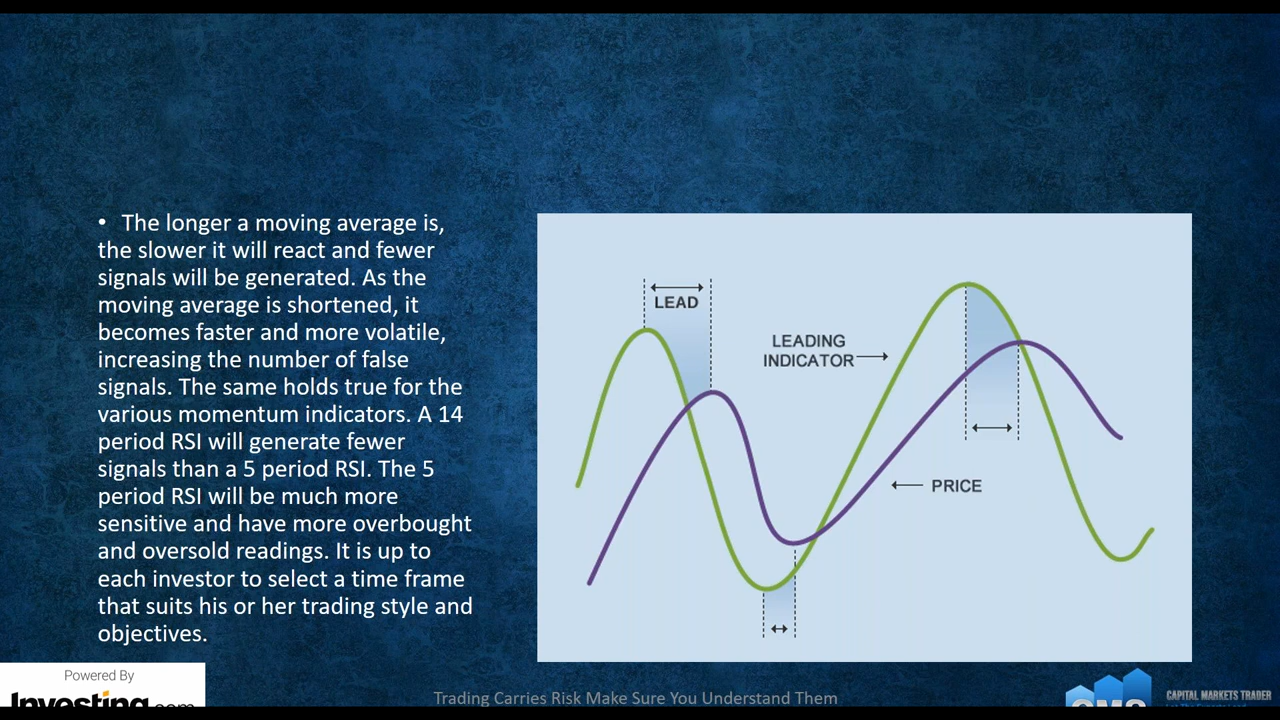 • The longer a moving average is,
the slower it will react and fewer
signals will be generated. As the
moving average is shortened, it
becomes faster and more volatile,
increasing the number of false
signals. The same holds true for the
various momentum indicators. A 14
period RSI will generate fewer
signals than a 5 period RSI. The 5
period RSI will be much more
sensitive and have more overbought
and oversold readings. It is up to
each investor to select a time frame
that suits his or her trading style and
objectives.
LEAD
LEADING
INDICATOR
PRICE
Powered By
Investing.com
Trading Carries Risk Make Sure You Understand Them
CAPITAL MARKETS TRADER